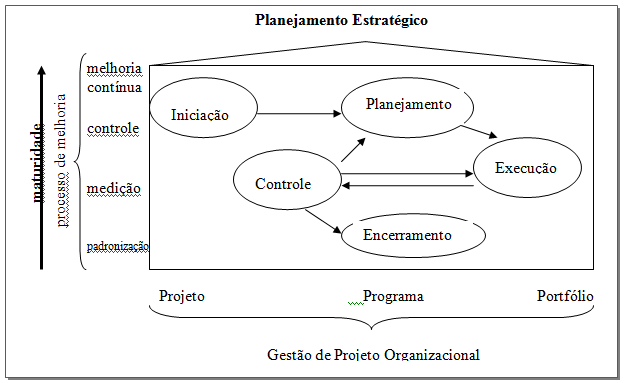 Planejamento Estratégico
melhoria
contínua
controle
medição
padronização
maturidade
processo de melhoria
Iniciação
Planejamento
Controle
Execução
Encerramento
Projeto
Programa
Portfólio
Gestão de Projeto Organizacional